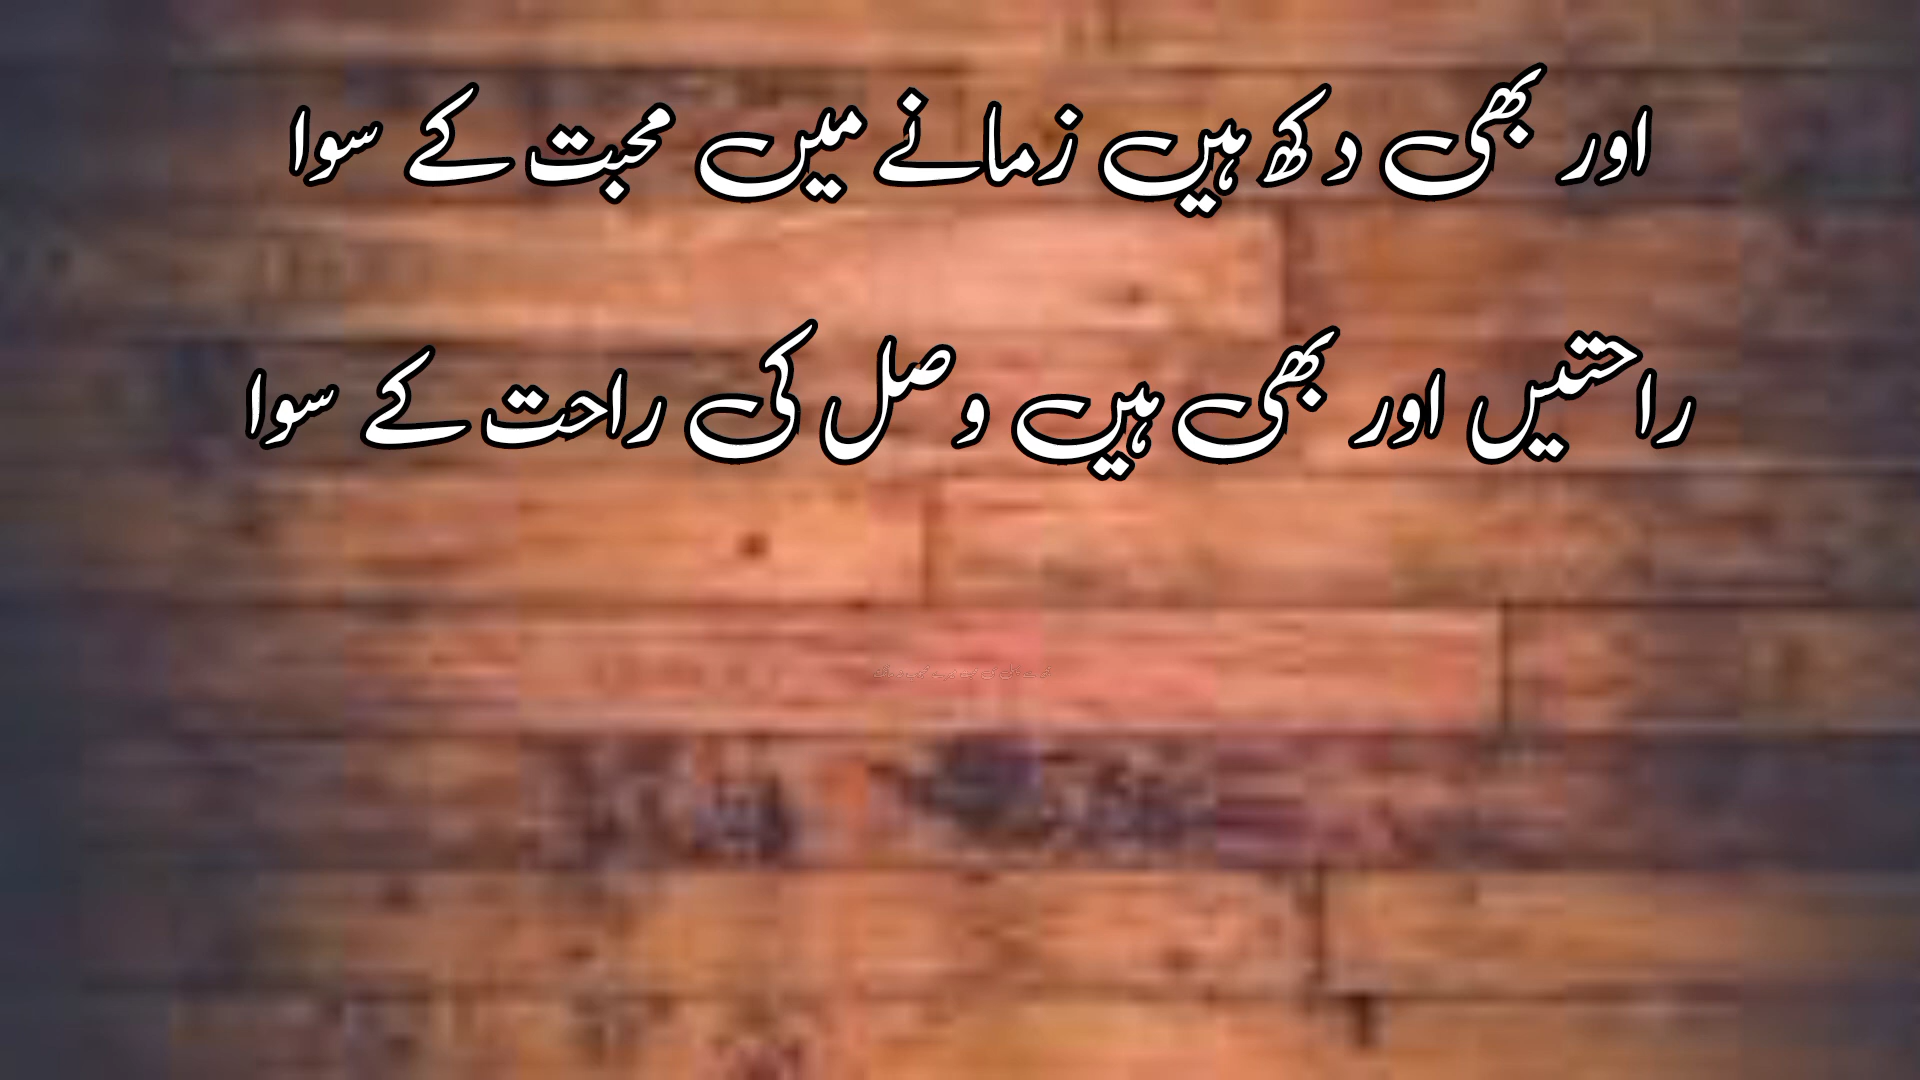 اور بھی دکھ ہیں زمانے میں محبت کے سوا
راحتیں اور بھی ہیں وصل کی راحت کے سوا